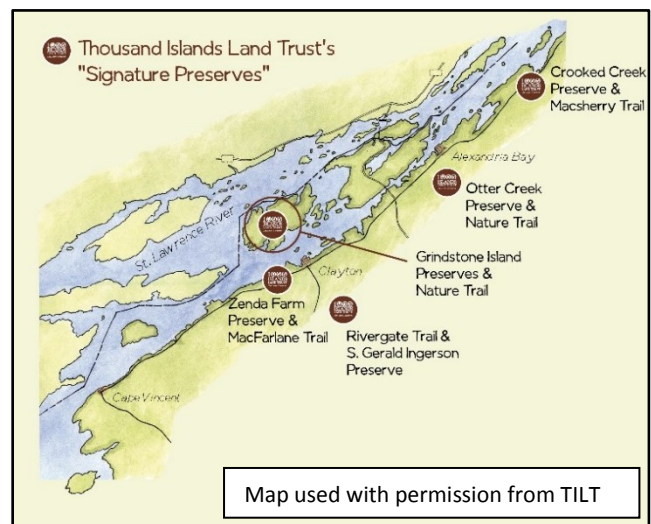 Thousand Islands Land Trust's
"Signature Preserves"
Crooked Creek
Preserve &
Macsherry Trail
Alexandria Bay
Otter Creek
Preserve &
Nature Trail
St. Lawrence River
Grindstone Island
Preserves &
Nature Trail
Clayton
Zenda Farm
Preserve &
MacFarlane Trail
Rivergate Trail &
S. Gerald Ingerson
Preserve
Cape Vincent
Map used with permission from TILT